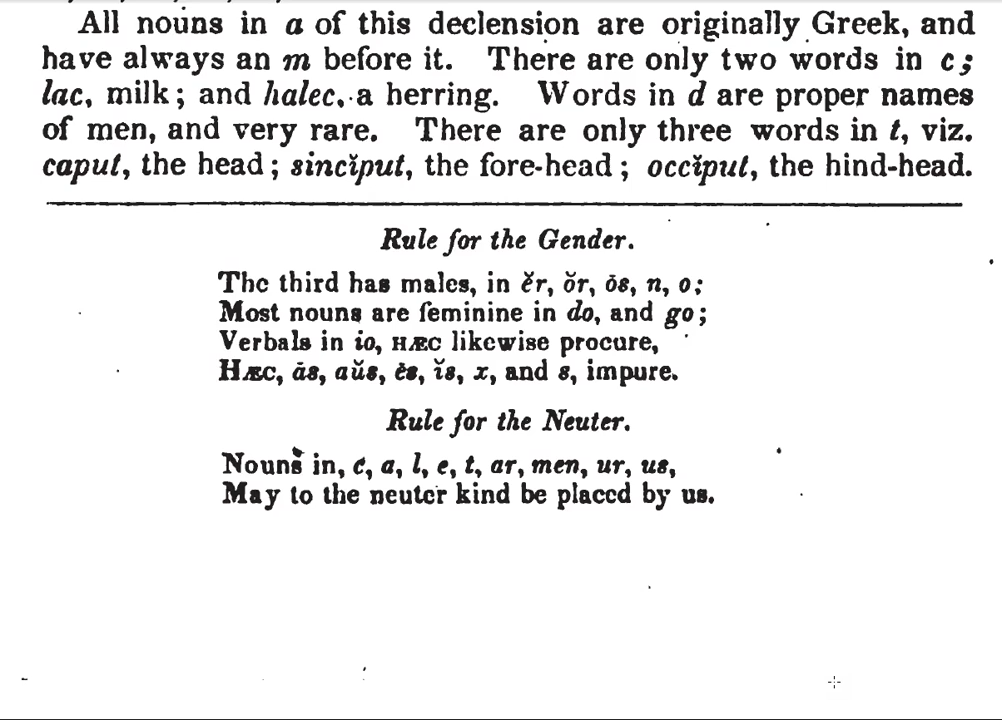 All nouns in a of this declension are originally Greek, and
have always an m before it. There are only two words in c;
lac, milk; and halec, a herring. Words in d are proper names
of men, and very rare. There are only three words in t, viz.
caput, the head; sincĭput, the fore-head; occĭput, the hind-head.
Rule for the Gender.
The third has males, in ĕr, ŏr, ōs, n, o;
Most nouns are feminine in do, and go;
Verbals in io, HÆC likewise procure,
HÆC, ās, aŭs, ēs, ĭs, x, and s, impure.
Rule for the Neuter.
Nouns in, c, a, l, e, t, ar, men, ur, us,
May to the neuter kind be placed by us.